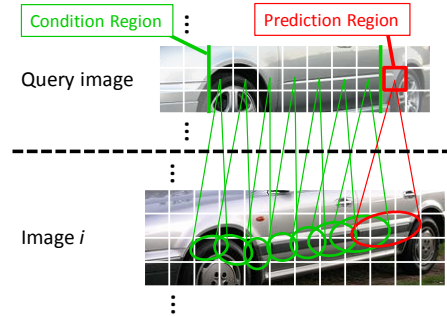 Condition Region
Prediction Region
Query image
Image i